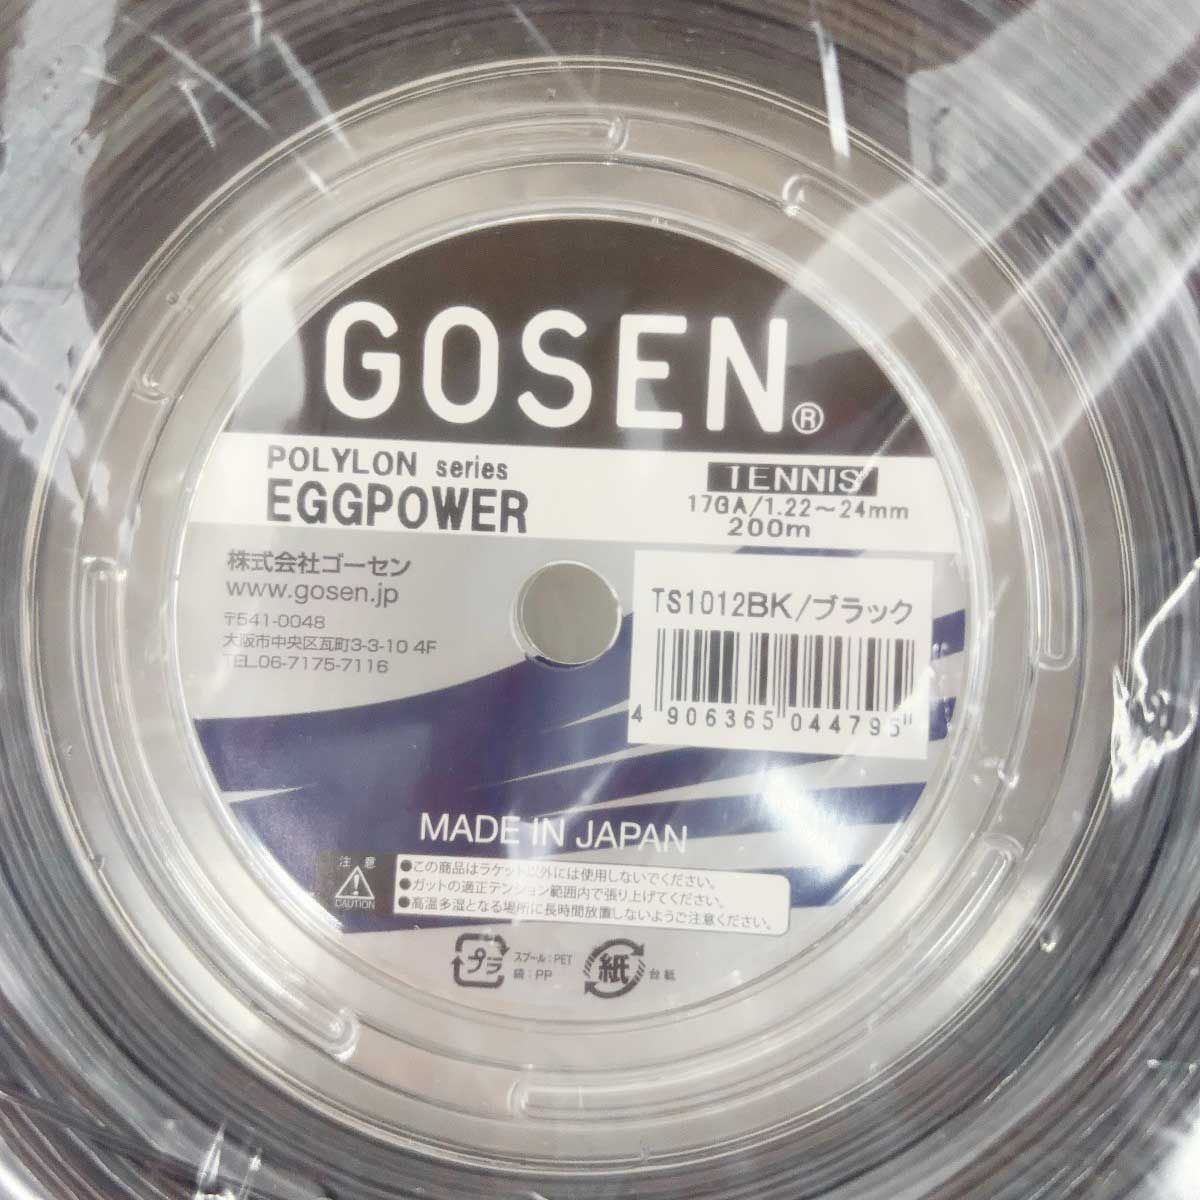 GOSEN®
POLYLON series
EGGPOWER
TENNIS
17GA/1.22～24mm
200m
株式会社ゴーセン
www.gosen.jp
〒541-0048
大阪市中央区瓦町3-3-10 4F
TEL.06-7175-7116
TS1012BK/ブラック
4 906365 044795
MADE IN JAPAN
注意
CAUTION
●この商品はラケット以外には使用しないでください。
●ガットの適正テンション範囲内で張り上げてください。
●高温多湿となる場所に長時間放置しないようご注意ください。
プラ
スプール：PET
袋：PP
紙
台紙